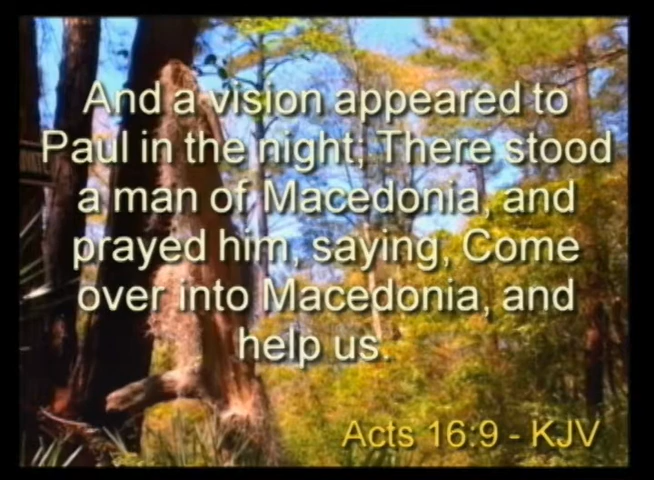 And a vision appeared to
Paul in the night; There stood
a man of Macedonia, and
prayed him, saying, Come
over into Macedonia, and
help us.
Acts 16:9 - KJV